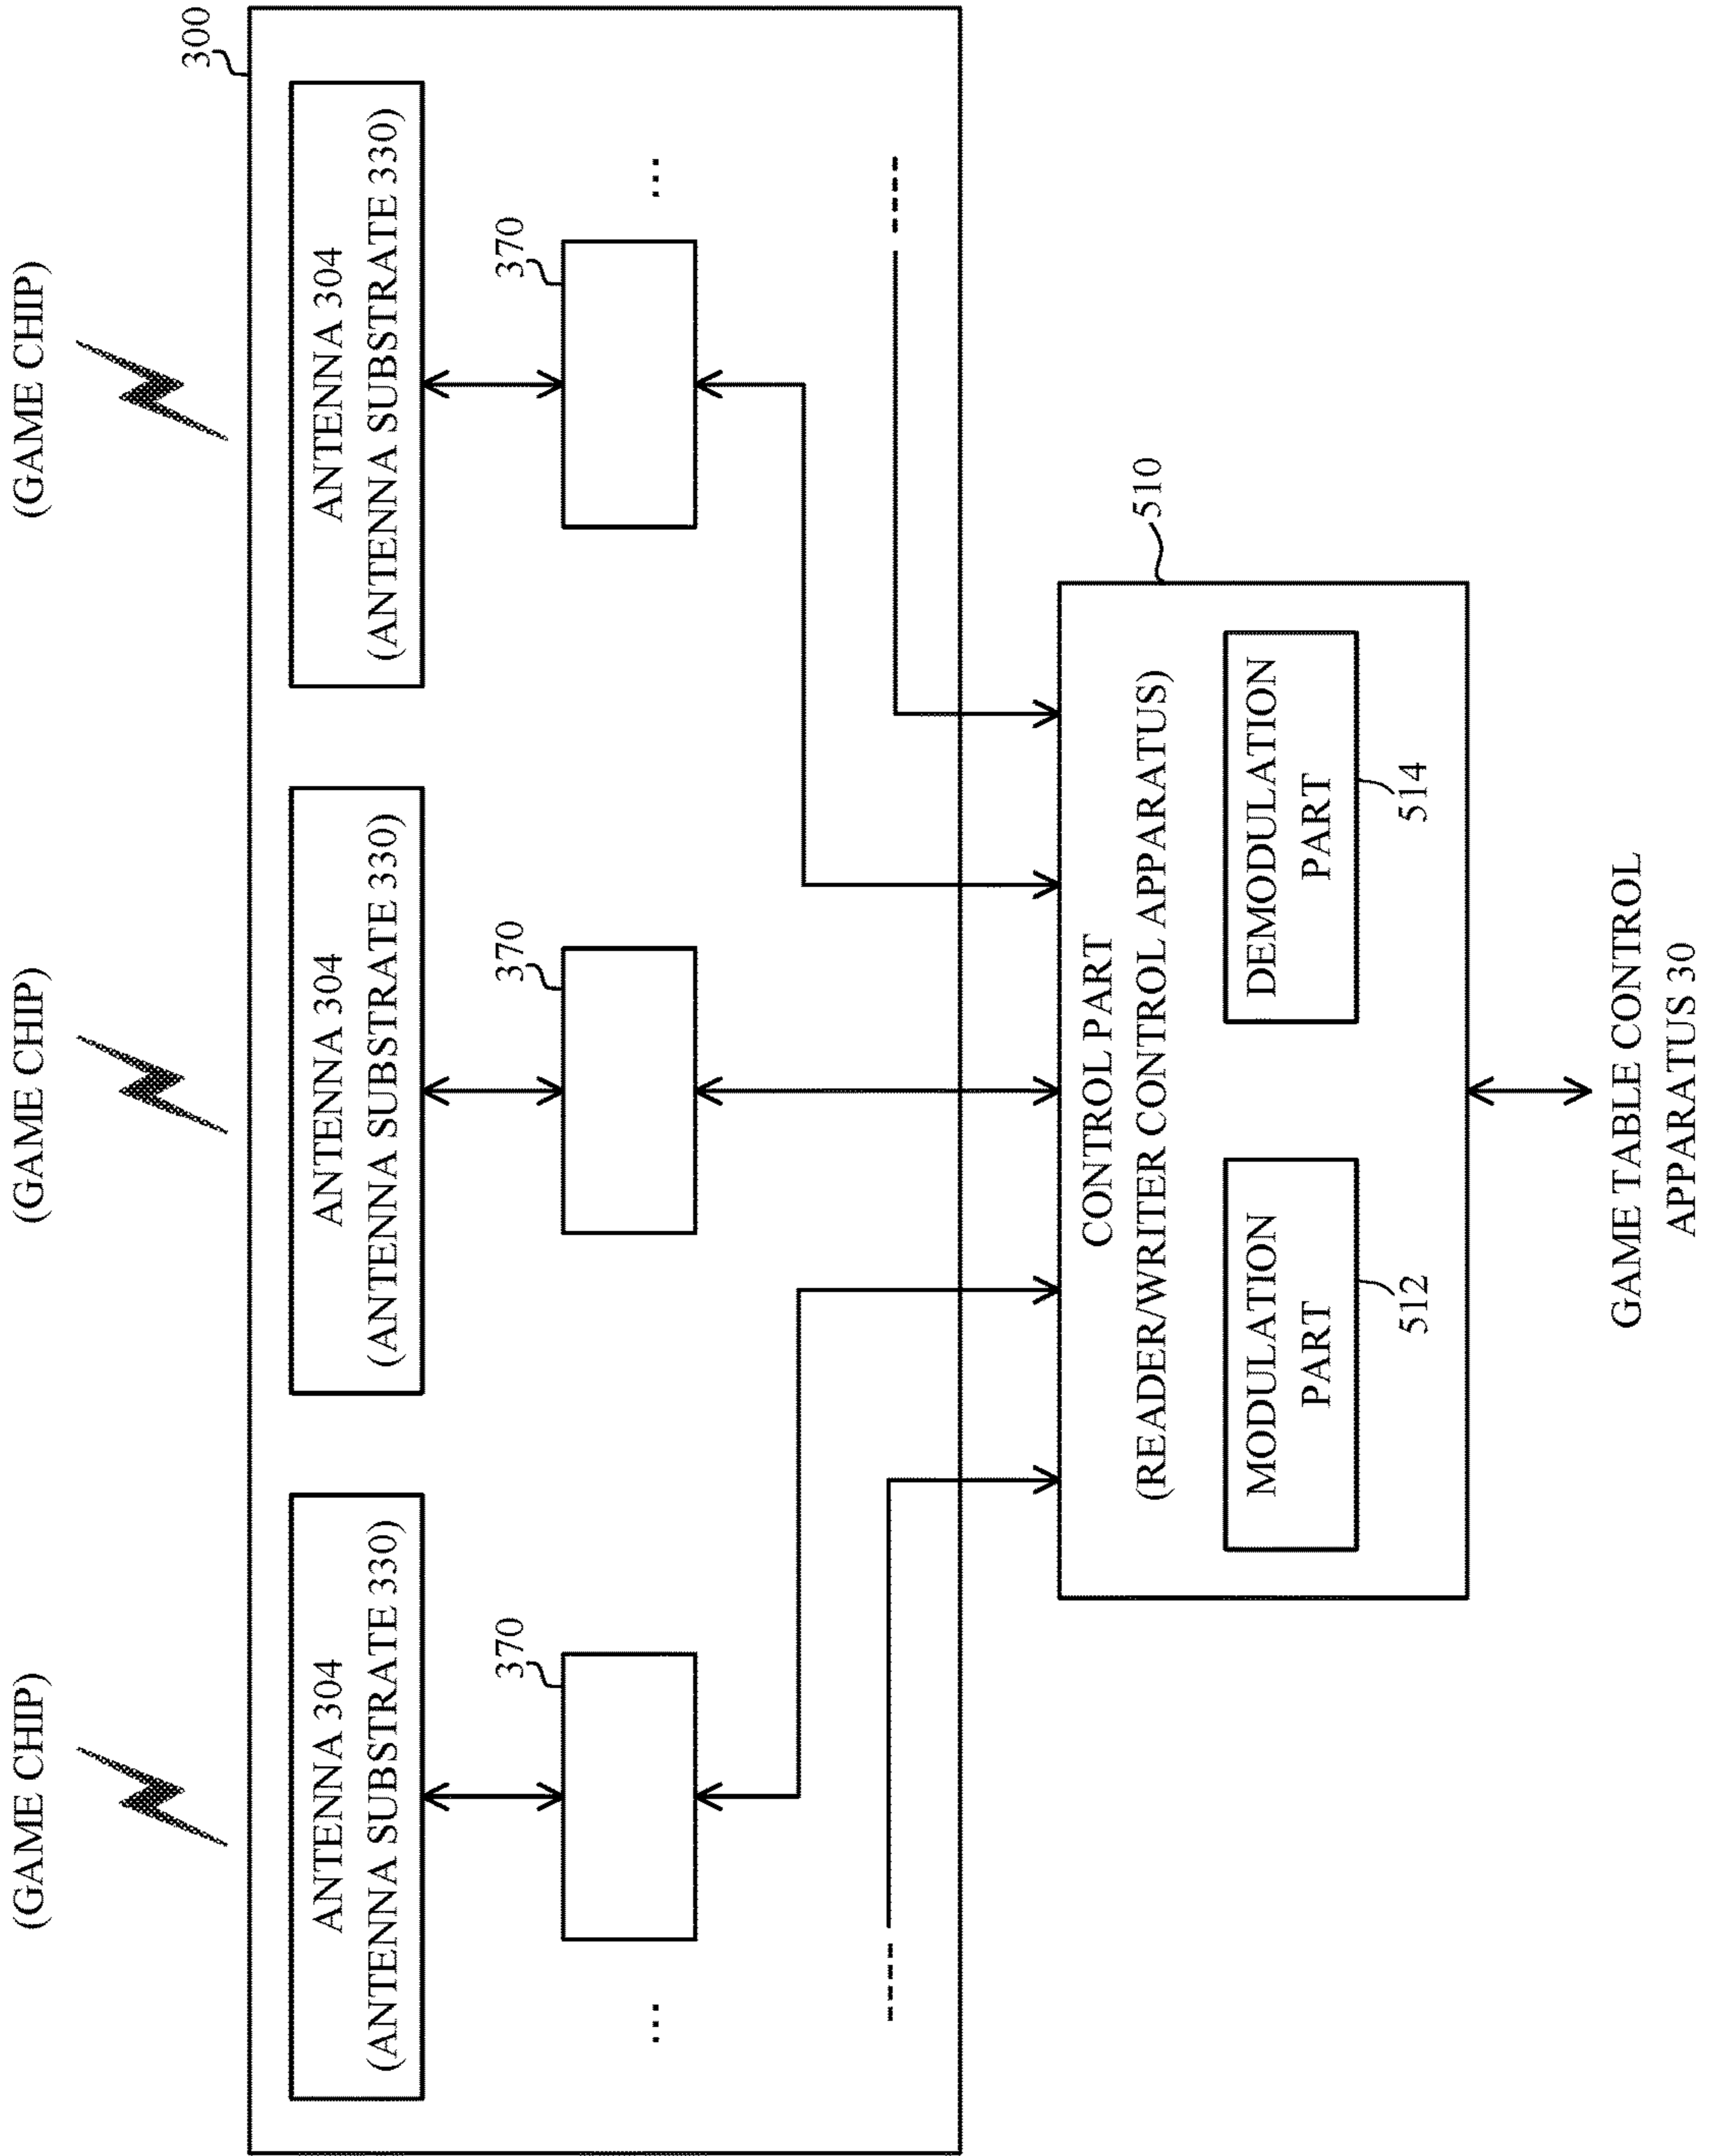 (GAME CHIP)
(GAME CHIP)
(GAME CHIP)
300
ANTENNA 304
(ANTENNA SUBSTRATE 330)
ANTENNA 304
(ANTENNA SUBSTRATE 330)
ANTENNA 304
(ANTENNA SUBSTRATE 330)
370
370
370
...
...
510
CONTROL PART
(READER/WRITER CONTROL APPARATUS)
MODULATION
PART
512
DEMODULATION
PART
514
GAME TABLE CONTROL
APPARATUS 30